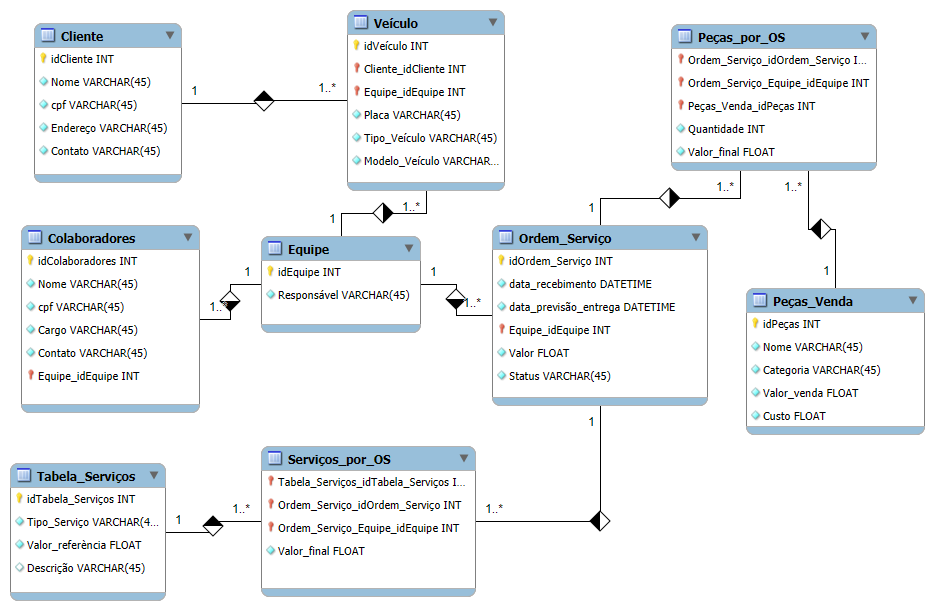 Cliente
idCliente INT
Nome VARCHAR(45)
cpf VARCHAR(45)
Endereço VARCHAR(45)
Contato VARCHAR(45)
1
1..*
Veículo
idVeículo INT
Cliente_idCliente INT
Equipe_idEquipe INT
Placa VARCHAR(45)
Tipo_Veículo VARCHAR(45)
Modelo_Veículo VARCHAR...
1..*
1
Peças_por_OS
Ordem_Serviço_idOrdem_Serviço I...
Ordem_Serviço_Equipe_idEquipe INT
Peças_Venda_idPeças INT
Quantidade INT
Valor_final FLOAT
1..*
1..*
1
1
Colaboradores
idColaboradores INT
Nome VARCHAR(45)
cpf VARCHAR(45)
Cargo VARCHAR(45)
Contato VARCHAR(45)
Equipe_idEquipe INT
1
1..*
Equipe
idEquipe INT
Responsável VARCHAR(45)
1
1..*
Ordem_Serviço
idOrdem_Serviço INT
data_recebimento DATETIME
data_previsão_entrega DATETIME
Equipe_idEquipe INT
Valor FLOAT
Status VARCHAR(45)
1
Peças_Venda
idPeças INT
Nome VARCHAR(45)
Categoria VARCHAR(45)
Valor_venda FLOAT
Custo FLOAT
Tabela_Serviços
idTabela_Serviços INT
Tipo_Serviço VARCHAR(4...
Valor_referència FLOAT
Descrição VARCHAR(45)
1
1..*
Serviços_por_OS
Tabela_Serviços_idTabela_Serviços I...
Ordem_Serviço_idOrdem_Serviço INT
Ordem_Serviço_Equipe_idEquipe INT
Valor_final FLOAT
1..*